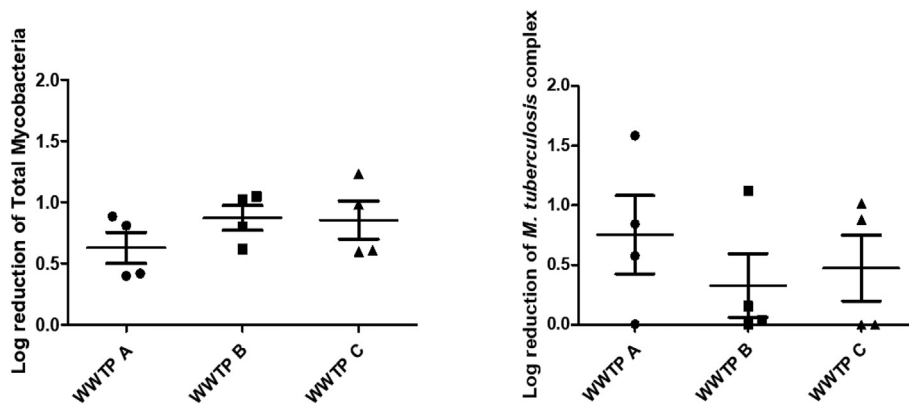 Log reduction of Total Mycobacteria
2.0
1.5
1.0
0.5
0.0
WWTP A
WWTP B
WWTP C
Log reduction of M. tuberculosis complex
2.0
1.5
1.0
0.5
0.0
WWTP A
WWTP B
WWTP C